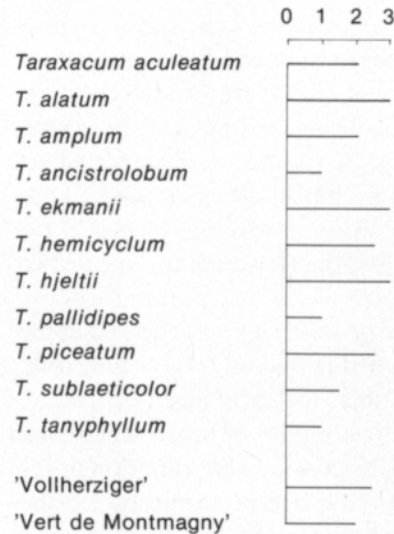 0 1 2 3
Taraxacum aculeatum
T. alatum
T. amplum
T. ancistrolobum
T. ekmanii
T. hemicyclum
T. hjeltii
T. pallidipes
T. piceatum
T. sublaeticolor
T. tanyphyllum
'Vollherziger'
'Vert de Montmagny'